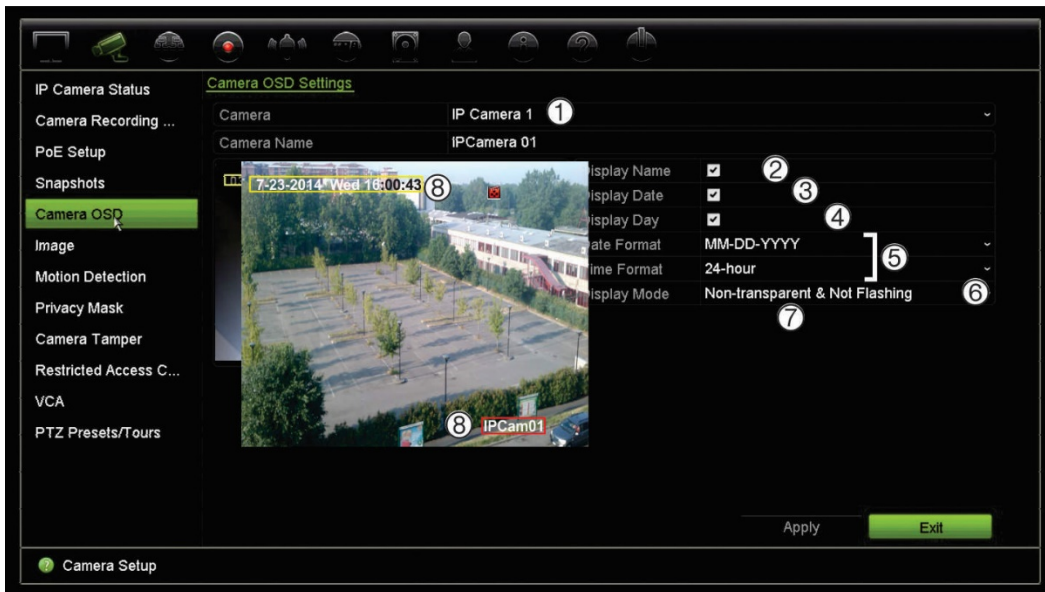 IP Camera Status
Camera Recording ...
PoE Setup
Snapshots
Camera OSD
Image
Motion Detection
Privacy Mask
Camera Tamper
Restricted Access C...
VCA
PTZ Presets/Tours
Camera OSD Settings
Camera IP Camera 1 ①
Camera Name IPCamera 01
7-23-2014 Wed 16:00:43 ⑧
isplay Name ②
isplay Date ③
isplay Day ④
ate Format MM-DD-YYYY
⑤
ime Format 24-hour
isplay Mode Non-transparent & Not Flashing ⑥
⑦
⑧ IPCam01
Apply Exit
Camera Setup